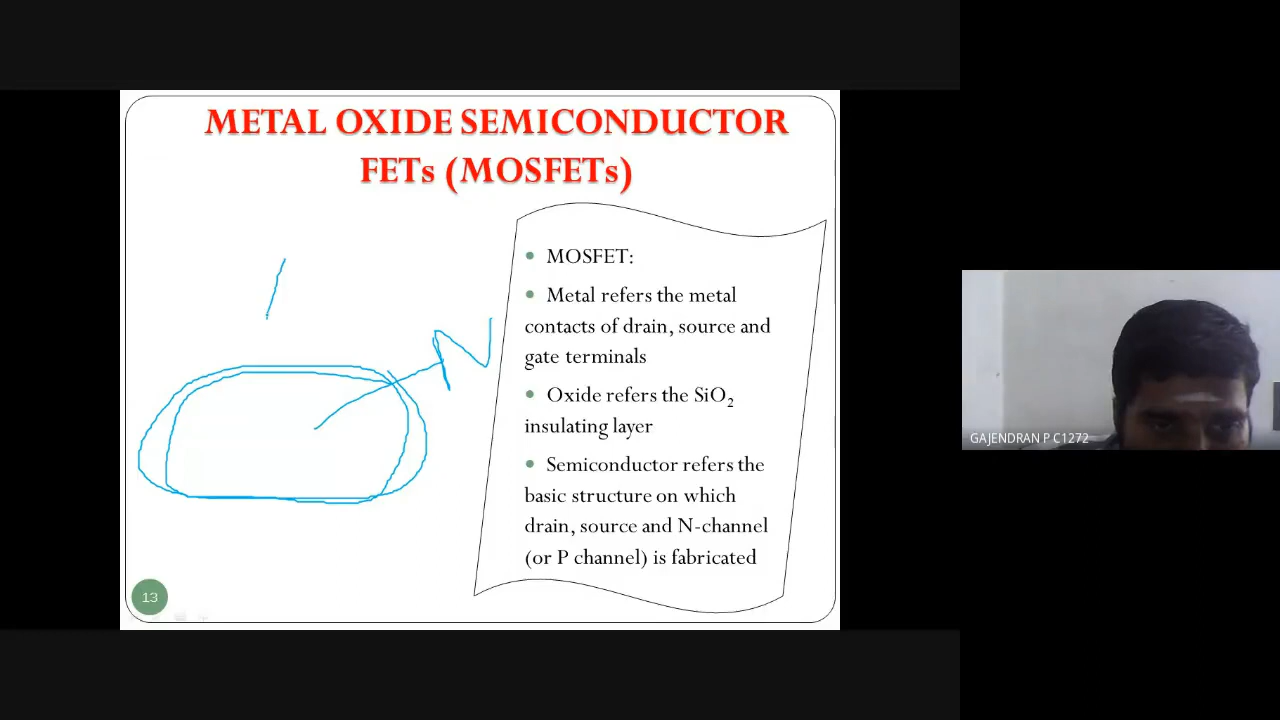 METAL OXIDE SEMICONDUCTOR
FETs (MOSFETs)
N
MOSFET:
Metal refers the metal
contacts of drain, source and
gate terminals
Oxide refers the SiO₂
insulating layer
Semiconductor refers the
basic structure on which
drain, source and N-channel
(or P channel) is fabricated
13
GAJENDRAN P C1272